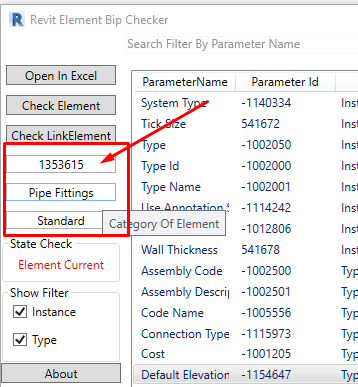 Revit Element Bip Checker
Search Filter By Parameter Name
Open In Excel
Check Element
Check LinkElement
1353615
Pipe Fittings
Standard
Category Of Element
State Check
Element Current
Show Filter
Instance
Type
About
ParameterName Parameter Id
System Type -1140334 Inst
Tick Size 541672 Inst
Type -1002050 Inst
Type Id -1002000 Inst
Type Name -1002001 Inst
Use Annotation S -1114242 Inst
-1012806 Inst
Wall Thickness 541678 Inst
Assembly Code -1002500 Typ
Assembly Descrip -1002501 Typ
Code Name -1005556 Typ
Connection Type -1115973 Typ
Cost -1001205 Typ
Default Elevation -1154647 Typ